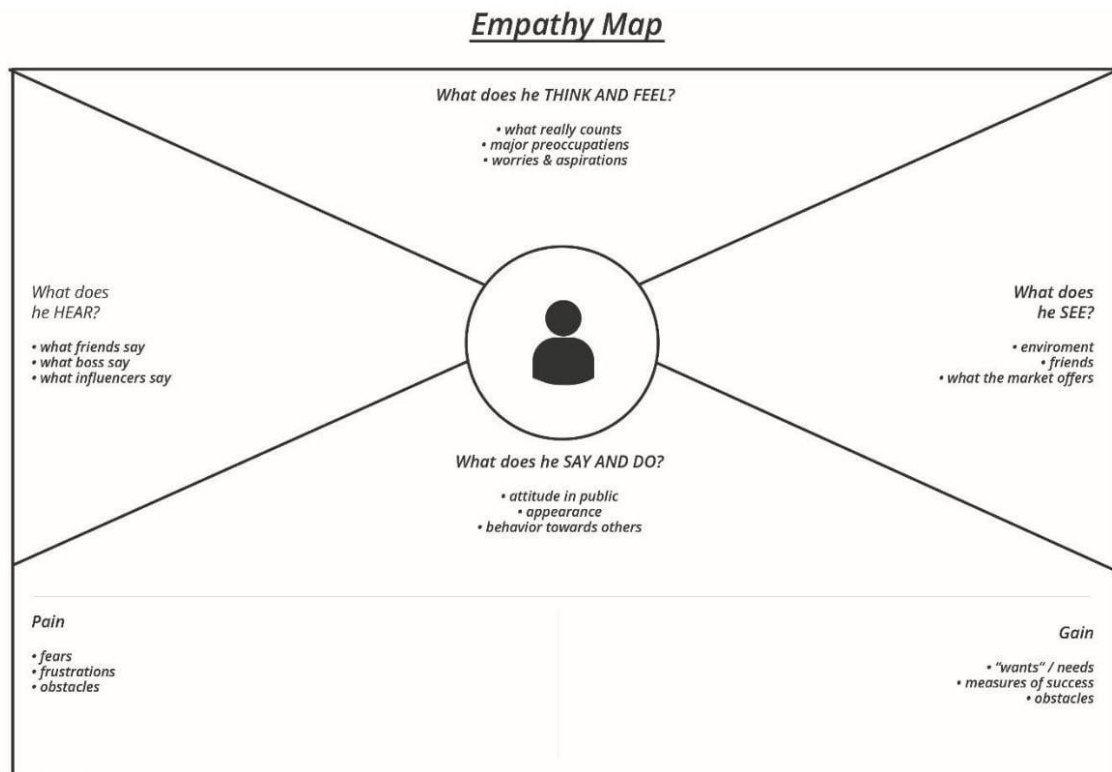 Empathy Map
What does he THINK AND FEEL?
• what really counts
• major preoccupatiens
• worries & aspirations
What does
he HEAR?
• what friends say
• what boss say
• what influencers say
What does
he SEE?
• enviroment
• friends
• what the market offers
What does he SAY AND DO?
• attitude in public
• appearance
• behavior towards others
Pain
• fears
• frustrations
• obstacles
Gain
• “wants“ / needs
• measures of success
• obstacles